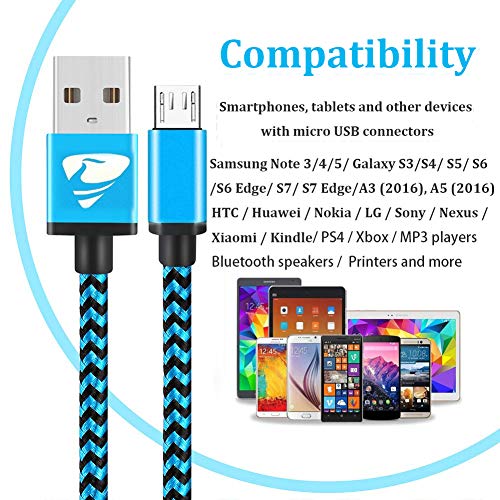 Compatibility
Smartphones, tablets and other devices
with micro USB connectors
Samsung Note 3/4/5/ Galaxy S3/S4/ S5/ S6
/S6 Edge/ S7/ S7 Edge/A3 (2016), A5 (2016)
HTC / Huawei / Nokia / LG / Sony / Nexus /
Xiaomi / Kindle/ PS4 / Xbox / MP3 players
Bluetooth speakers / Printers and more